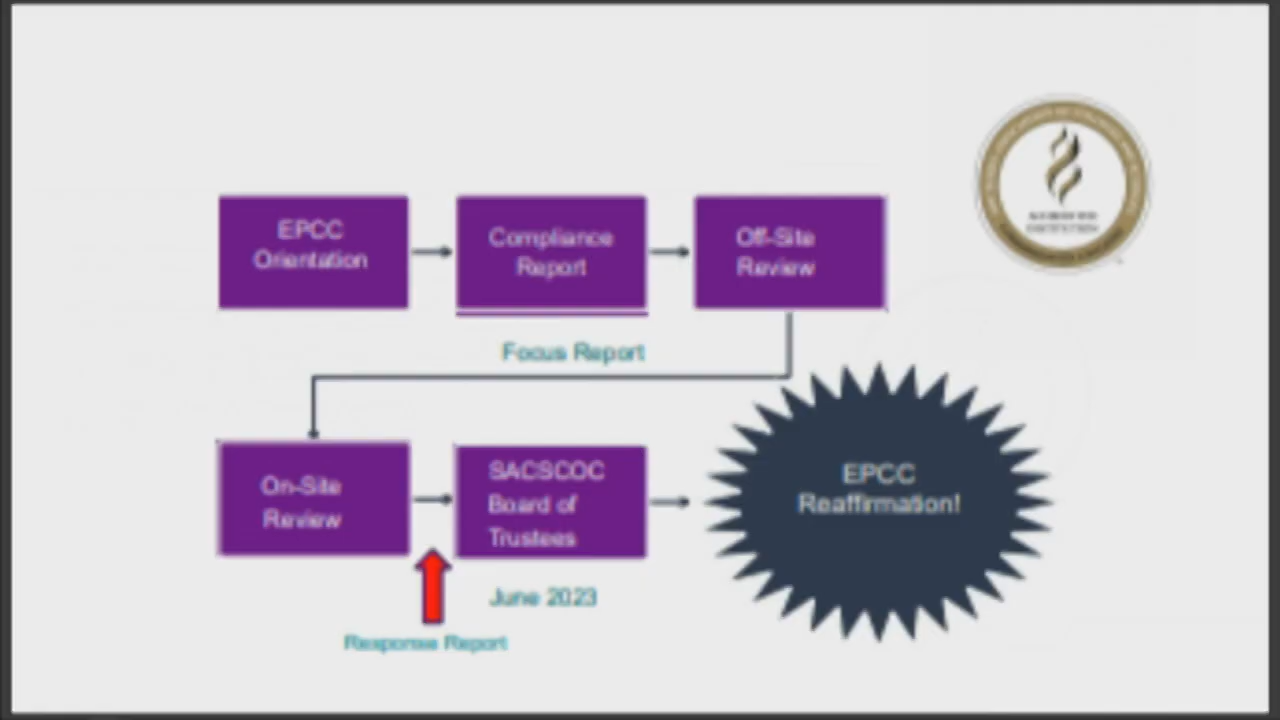 EPCC
Orientation
Compliance
Report
Off-Site
Review
Focus Report
On-Site
Review
SACSCOC
Board of
Trustees
EPCC
Reaffirmation!
June 2023
Response Report